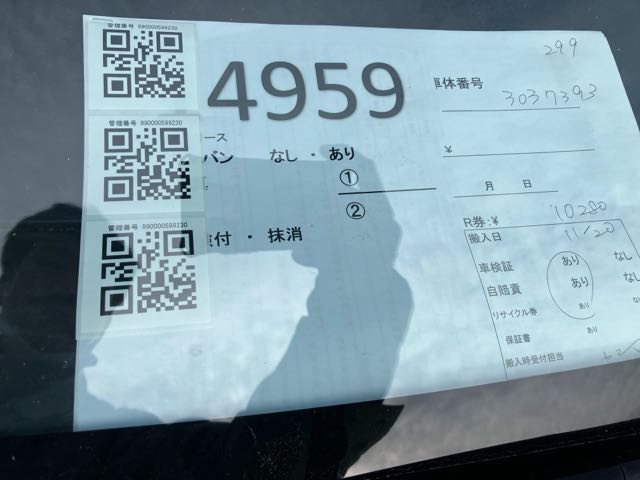 管理番号 990000599230
管理番号 990000599230
管理番号 990000599230
4959
299
車体番号
3037393
ース
バン なし ・ あり
¥
①
②
月 日
付 ・ 抹消
R券:¥ 10280
搬入日 11/20
車検証 あり なし
自賠責 あり なし
リサイクル券 あり な
保証書 あり
搬入時受付担当